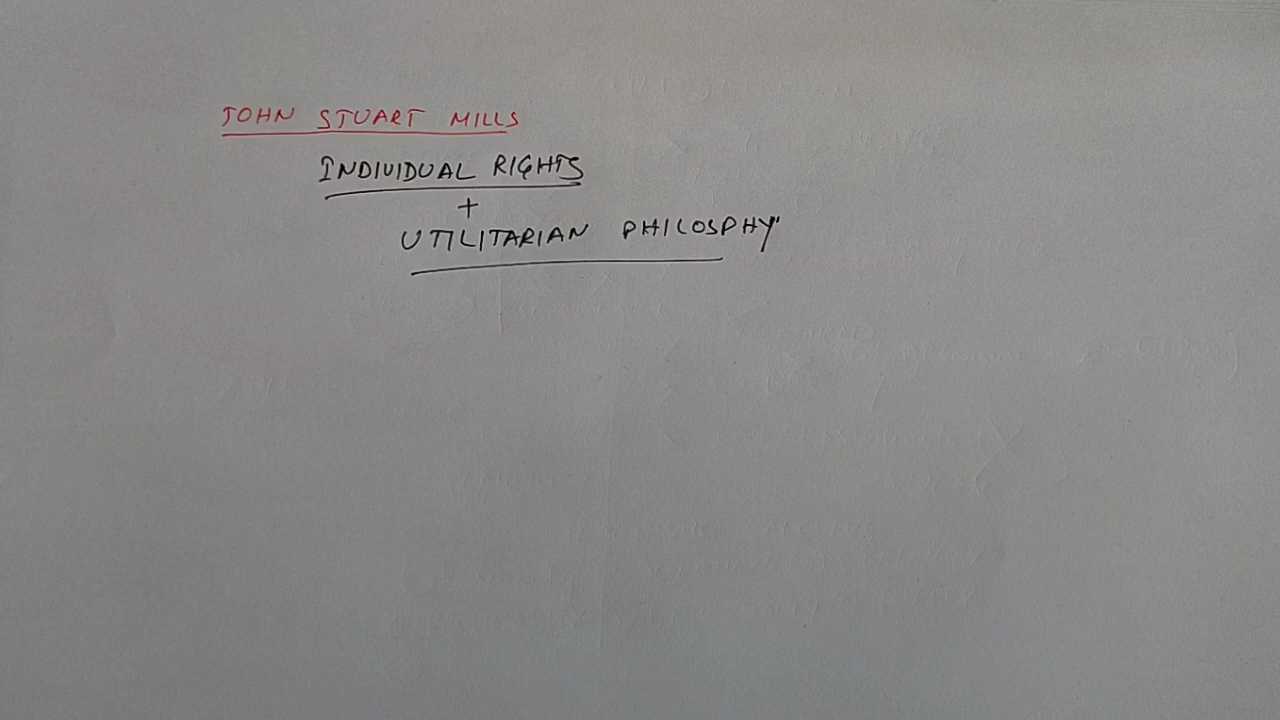 JOHN STUART MILLS
INDIVIDUAL RIGHTS
+
UTILITARIAN PHILOSPHY